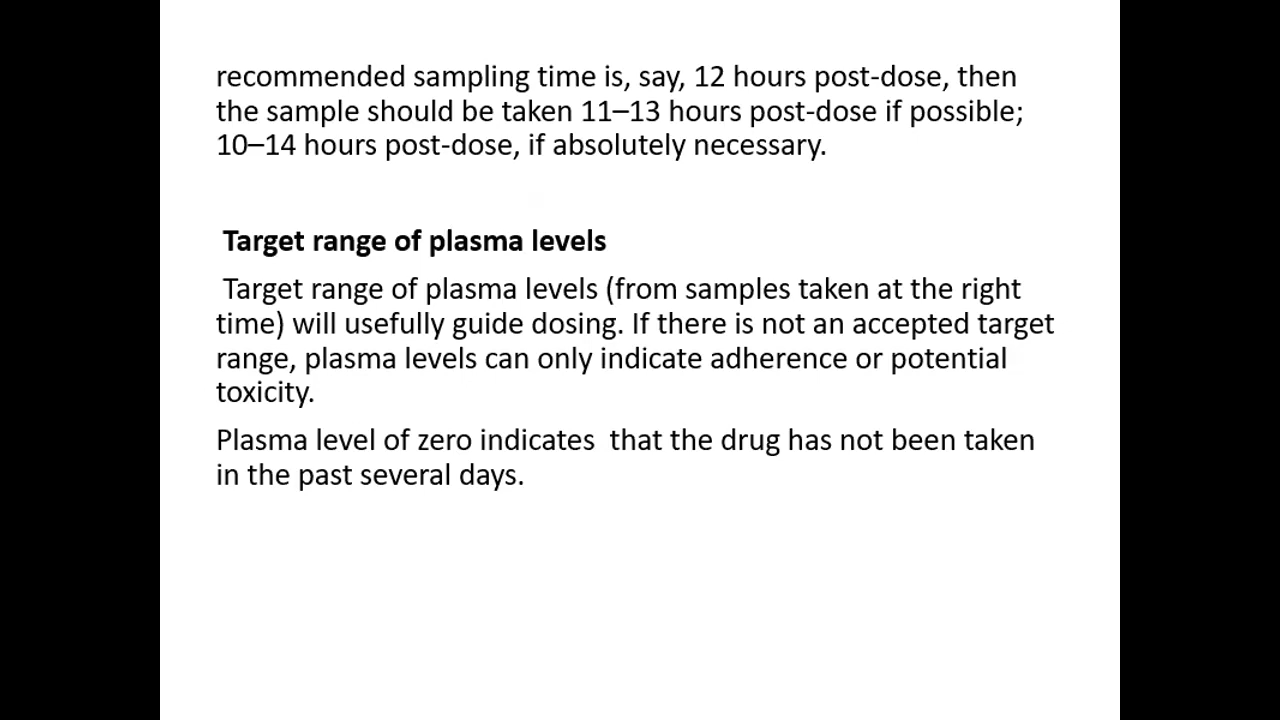 recommended sampling time is, say, 12 hours post-dose, then
the sample should be taken 11–13 hours post-dose if possible;
10–14 hours post-dose, if absolutely necessary.
Target range of plasma levels
Target range of plasma levels (from samples taken at the right
time) will usefully guide dosing. If there is not an accepted target
range, plasma levels can only indicate adherence or potential
toxicity.
Plasma level of zero indicates  that the drug has not been taken
in the past several days.